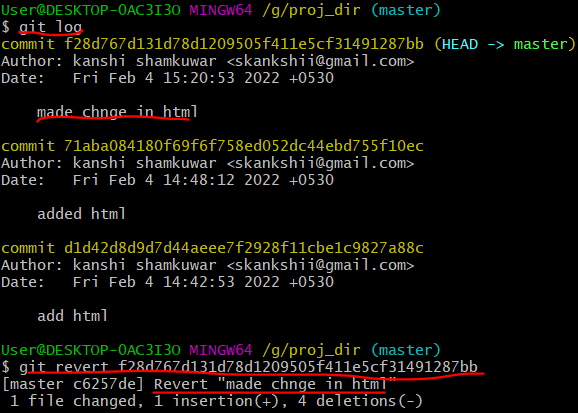 User@DESKTOP-0AC3I3O MINGW64 /g/proj_dir (master)
$ git log
commit f28d767d131d78d1209505f411e5cf31491287bb (HEAD -> master)
Author: kanshi shamkuwar <skankshii@gmail.com>
Date:   Fri Feb 4 15:20:53 2022 +0530
    made chnge in html
commit 71aba084180f69f6f758ed052dc44ebd755f10ec
Author: kanshi shamkuwar <skankshii@gmail.com>
Date:   Fri Feb 4 14:48:12 2022 +0530
    added html
commit d1d42d8d9d7d44aeee7f2928f11cbe1c9827a88c
Author: kanshi shamkuwar <skankshii@gmail.com>
Date:   Fri Feb 4 14:42:53 2022 +0530
    add html
User@DESKTOP-0AC3I3O MINGW64 /g/proj_dir (master)
$ git revert f28d767d131d78d1209505f411e5cf31491287bb
[master c6257de] Revert "made chnge in html"
 1 file changed, 1 insertion(+), 4 deletions(-)